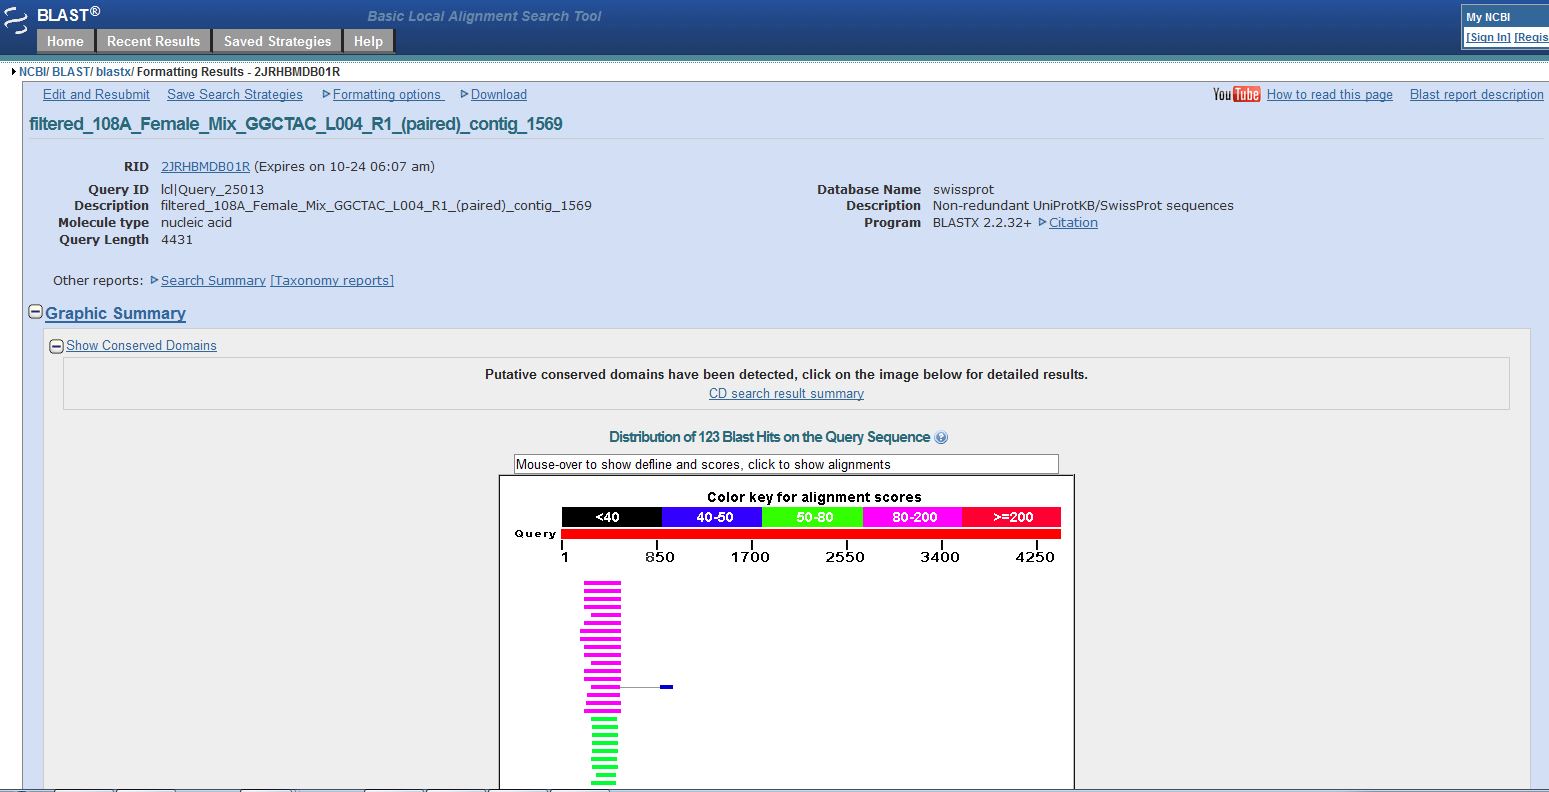 BLAST®
Basic Local Alignment Search Tool
My NCBI
[Sign In] [Regis
Home
Recent Results
Saved Strategies
Help
NCBI/ BLAST/ blastx/ Formatting Results - 2JRHBMDB01R
Edit and Resubmit
Save Search Strategies
Formatting options
Download
YouTube
How to read this page
Blast report description
filtered_108A_Female_Mix_GGCTAC_L004_R1_(paired)_contig_1569
RID 2JRHBMDB01R (Expires on 10-24 06:07 am)
Query ID lcl|Query_25013
Description filtered_108A_Female_Mix_GGCTAC_L004_R1_(paired)_contig_1569
Molecule type nucleic acid
Query Length 4431
Database Name swissprot
Description Non-redundant UniProtKB/SwissProt sequences
Program BLASTX 2.2.32+ Citation
Other reports: Search Summary [Taxonomy reports]
Graphic Summary
Show Conserved Domains
Putative conserved domains have been detected, click on the image below for detailed results.
CD search result summary
Distribution of 123 Blast Hits on the Query Sequence ?
Mouse-over to show defline and scores, click to show alignments
Color key for alignment scores
<40 40-50 50-80 80-200 >=200
Query
1 850 1700 2550 3400 4250